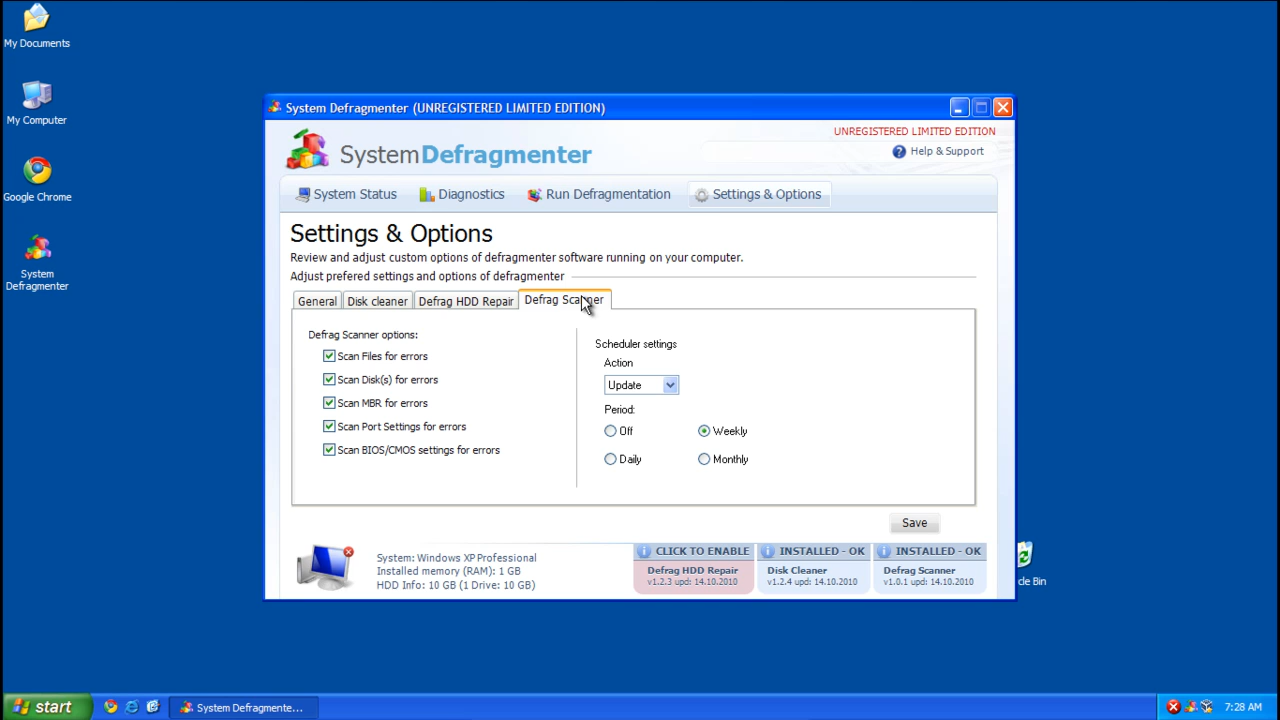 My Documents
My Computer
Google Chrome
System
Defragmenter
System Defragmenter (UNREGISTERED LIMITED EDITION)
UNREGISTERED LIMITED EDITION
SystemDefragmenter
Help & Support
System Status
Diagnostics
Run Defragmentation
Settings & Options
Settings & Options
Review and adjust custom options of defragmenter software running on your computer.
Adjust prefered settings and options of defragmenter
General
Disk cleaner
Defrag HDD Repair
Defrag Scanner
Defrag Scanner options:
Scan Files for errors
Scan Disk(s) for errors
Scan MBR for errors
Scan Port Settings for errors
Scan BIOS/CMOS settings for errors
Scheduler settings
Action
Update
Period:
Off
Weekly
Daily
Monthly
Save
System: Windows XP Professional
Installed memory (RAM): 1 GB
HDD Info: 10 GB (1 Drive: 10 GB)
CLICK TO ENABLE
Defrag HDD Repair
v1.2.3 upd: 14.10.2010
INSTALLED - OK
Disk Cleaner
v1.2.4 upd: 14.10.2010
INSTALLED - OK
Defrag Scanner
v1.0.1 upd: 14.10.2010
cle Bin
start
System Defragmente...
7:28 AM